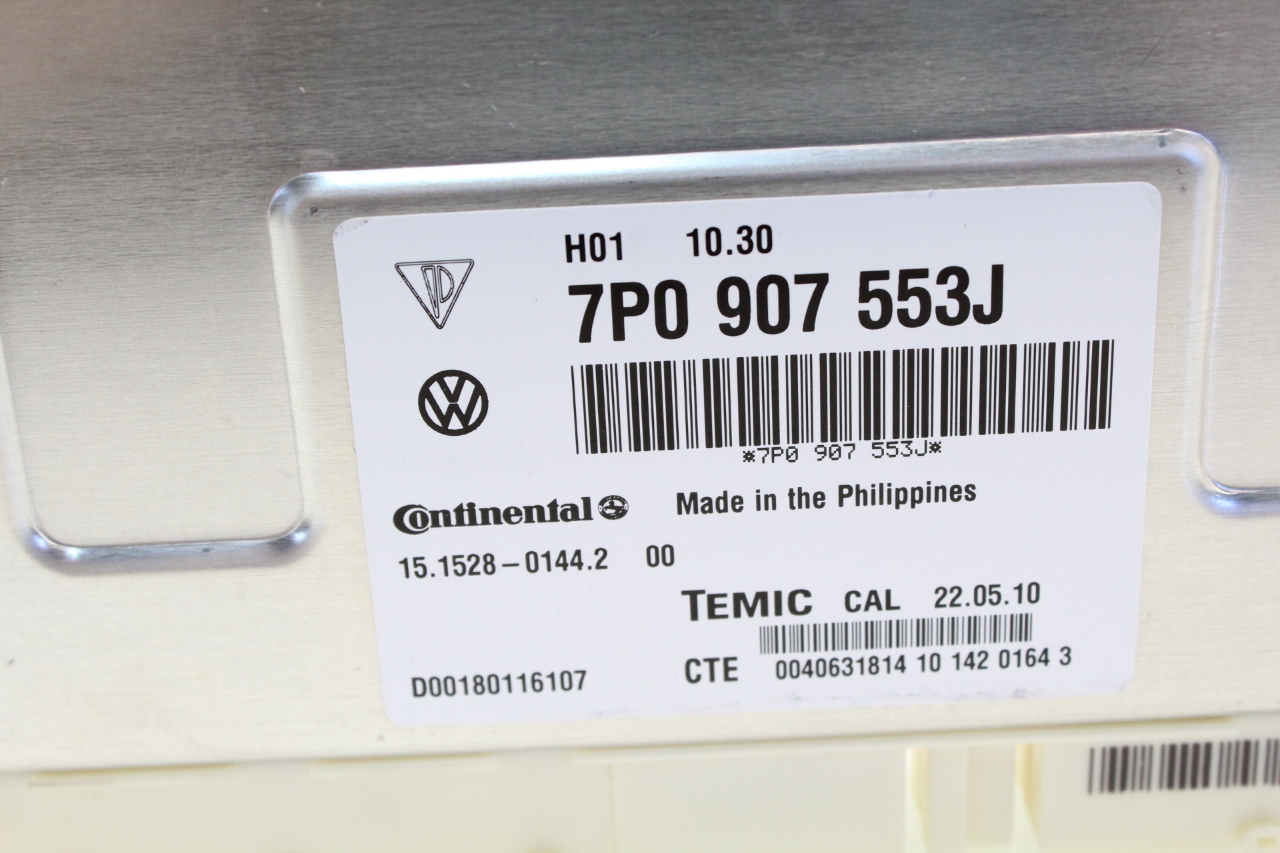 H01 10.30
7P0 907 553J
*7P0 907 553J*
Continental Made in the Philippines
15.1528-0144.2 00
TEMIC CAL 22.05.10
D00180116107 CTE 0040631814 10 142 0164 3